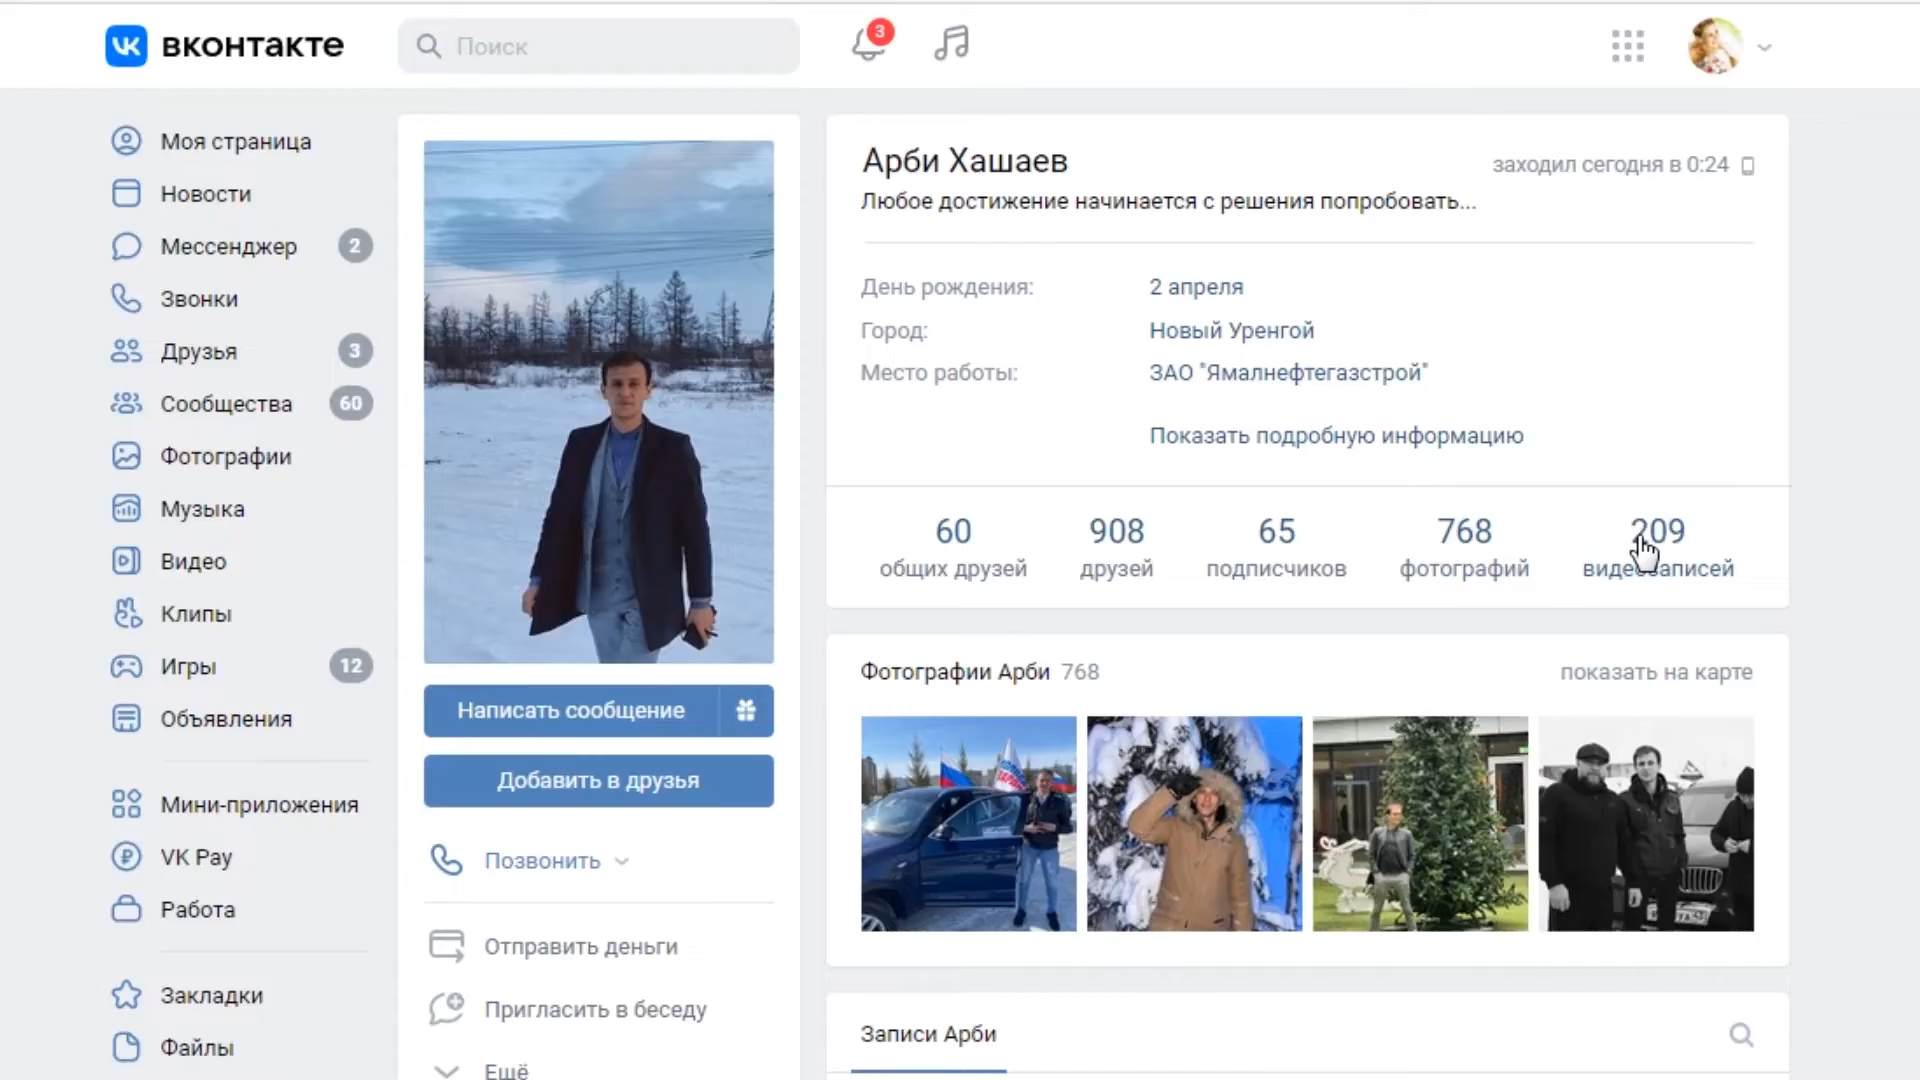 вконтакте
Поиск
3
Моя страница
Новости
Мессенджер 2
Звонки
Друзья 3
Сообщества 60
Фотографии
Музыка
Видео
Клипы
Игры 12
Объявления
Мини-приложения
VK Pay
Работа
Закладки
Файлы
Написать сообщение
Добавить в друзья
Позвонить
Отправить деньги
Пригласить в беседу
Ещё
Арби Хашаев
заходил сегодня в 0:24
Любое достижение начинается с решения попробовать...
День рождения: 2 апреля
Город: Новый Уренгой
Место работы: ЗАО "Ямалнефтегазстрой"
Показать подробную информацию
60 908 65 768 209
общих друзей друзей подписчиков фотографий видеозаписей
Фотографии Арби 768
показать на карте
Записи Арби